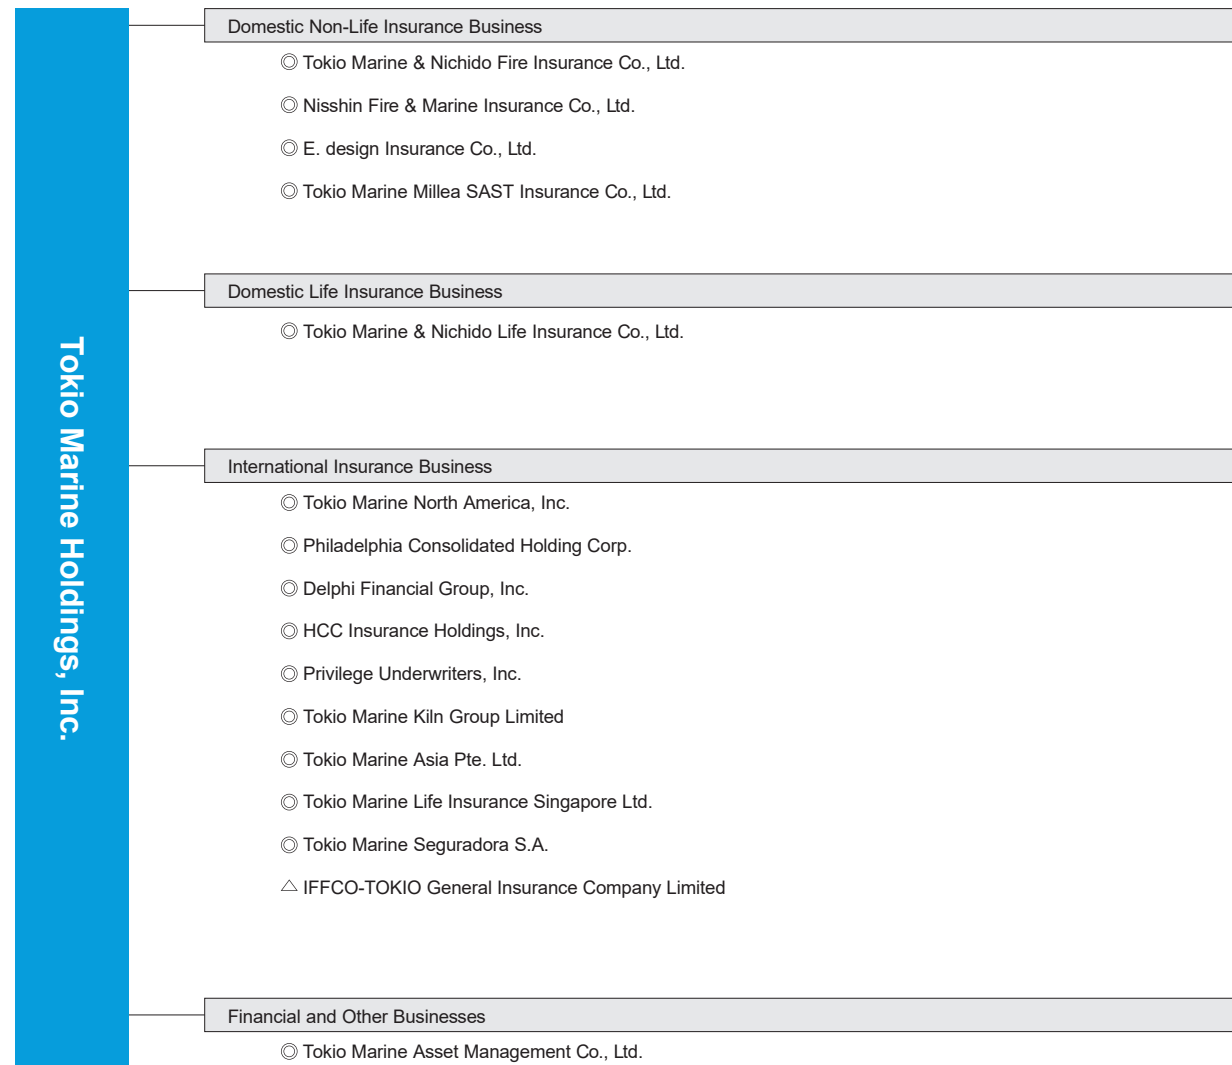 Tokio Marine Holdings, Inc.
Domestic Non-Life Insurance Business
◎ Tokio Marine & Nichido Fire Insurance Co., Ltd.
◎ Nisshin Fire & Marine Insurance Co., Ltd.
◎ E. design Insurance Co., Ltd.
◎ Tokio Marine Millea SAST Insurance Co., Ltd.
Domestic Life Insurance Business
◎ Tokio Marine & Nichido Life Insurance Co., Ltd.
International Insurance Business
◎ Tokio Marine North America, Inc.
◎ Philadelphia Consolidated Holding Corp.
◎ Delphi Financial Group, Inc.
◎ HCC Insurance Holdings, Inc.
◎ Privilege Underwriters, Inc.
◎ Tokio Marine Kiln Group Limited
◎ Tokio Marine Asia Pte. Ltd.
◎ Tokio Marine Life Insurance Singapore Ltd.
◎ Tokio Marine Seguradora S.A.
△ IFFCO-TOKIO General Insurance Company Limited
Financial and Other Businesses
◎ Tokio Marine Asset Management Co., Ltd.